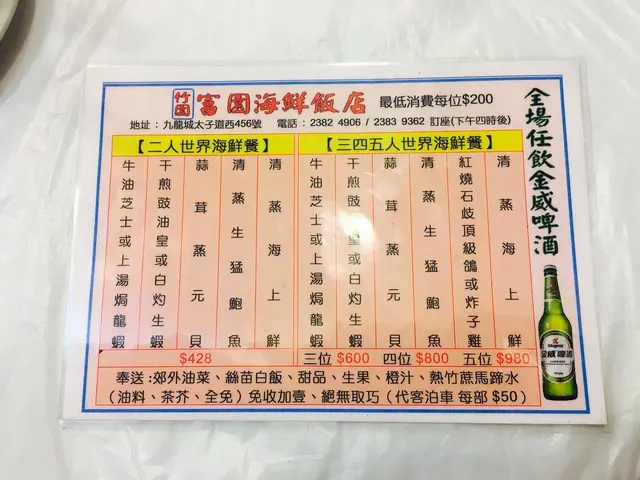 竹園 富園海鮮飯店 最低消費每位$200
地址：九龍城太子道西456號 電話：2382 4906 / 2383 9362 訂座(下午四時後)
【二人世界海鮮餐】
牛油芝士或上湯焗龍蝦
干煎豉油皇或白灼生蝦
蒜茸蒸元貝
清蒸生猛鮑魚
清蒸海上鮮
$428
【三四五人世界海鮮餐】
牛油芝士或上湯焗龍蝦
干煎豉油皇或白灼生蝦
蒜茸蒸元貝
清蒸生猛鮑魚
紅燒石歧頂級鴿或炸子雞
清蒸海上鮮
三位 $600 四位 $800 五位 $980
奉送:郊外油菜、絲苗白飯、甜品、生果、橙汁、熱竹蔗馬蹄水
(油料、茶芥、全免) 免收加壹、絕無取巧 (代客泊車 每部 $50)
全場任飲金威啤酒
金威啤酒